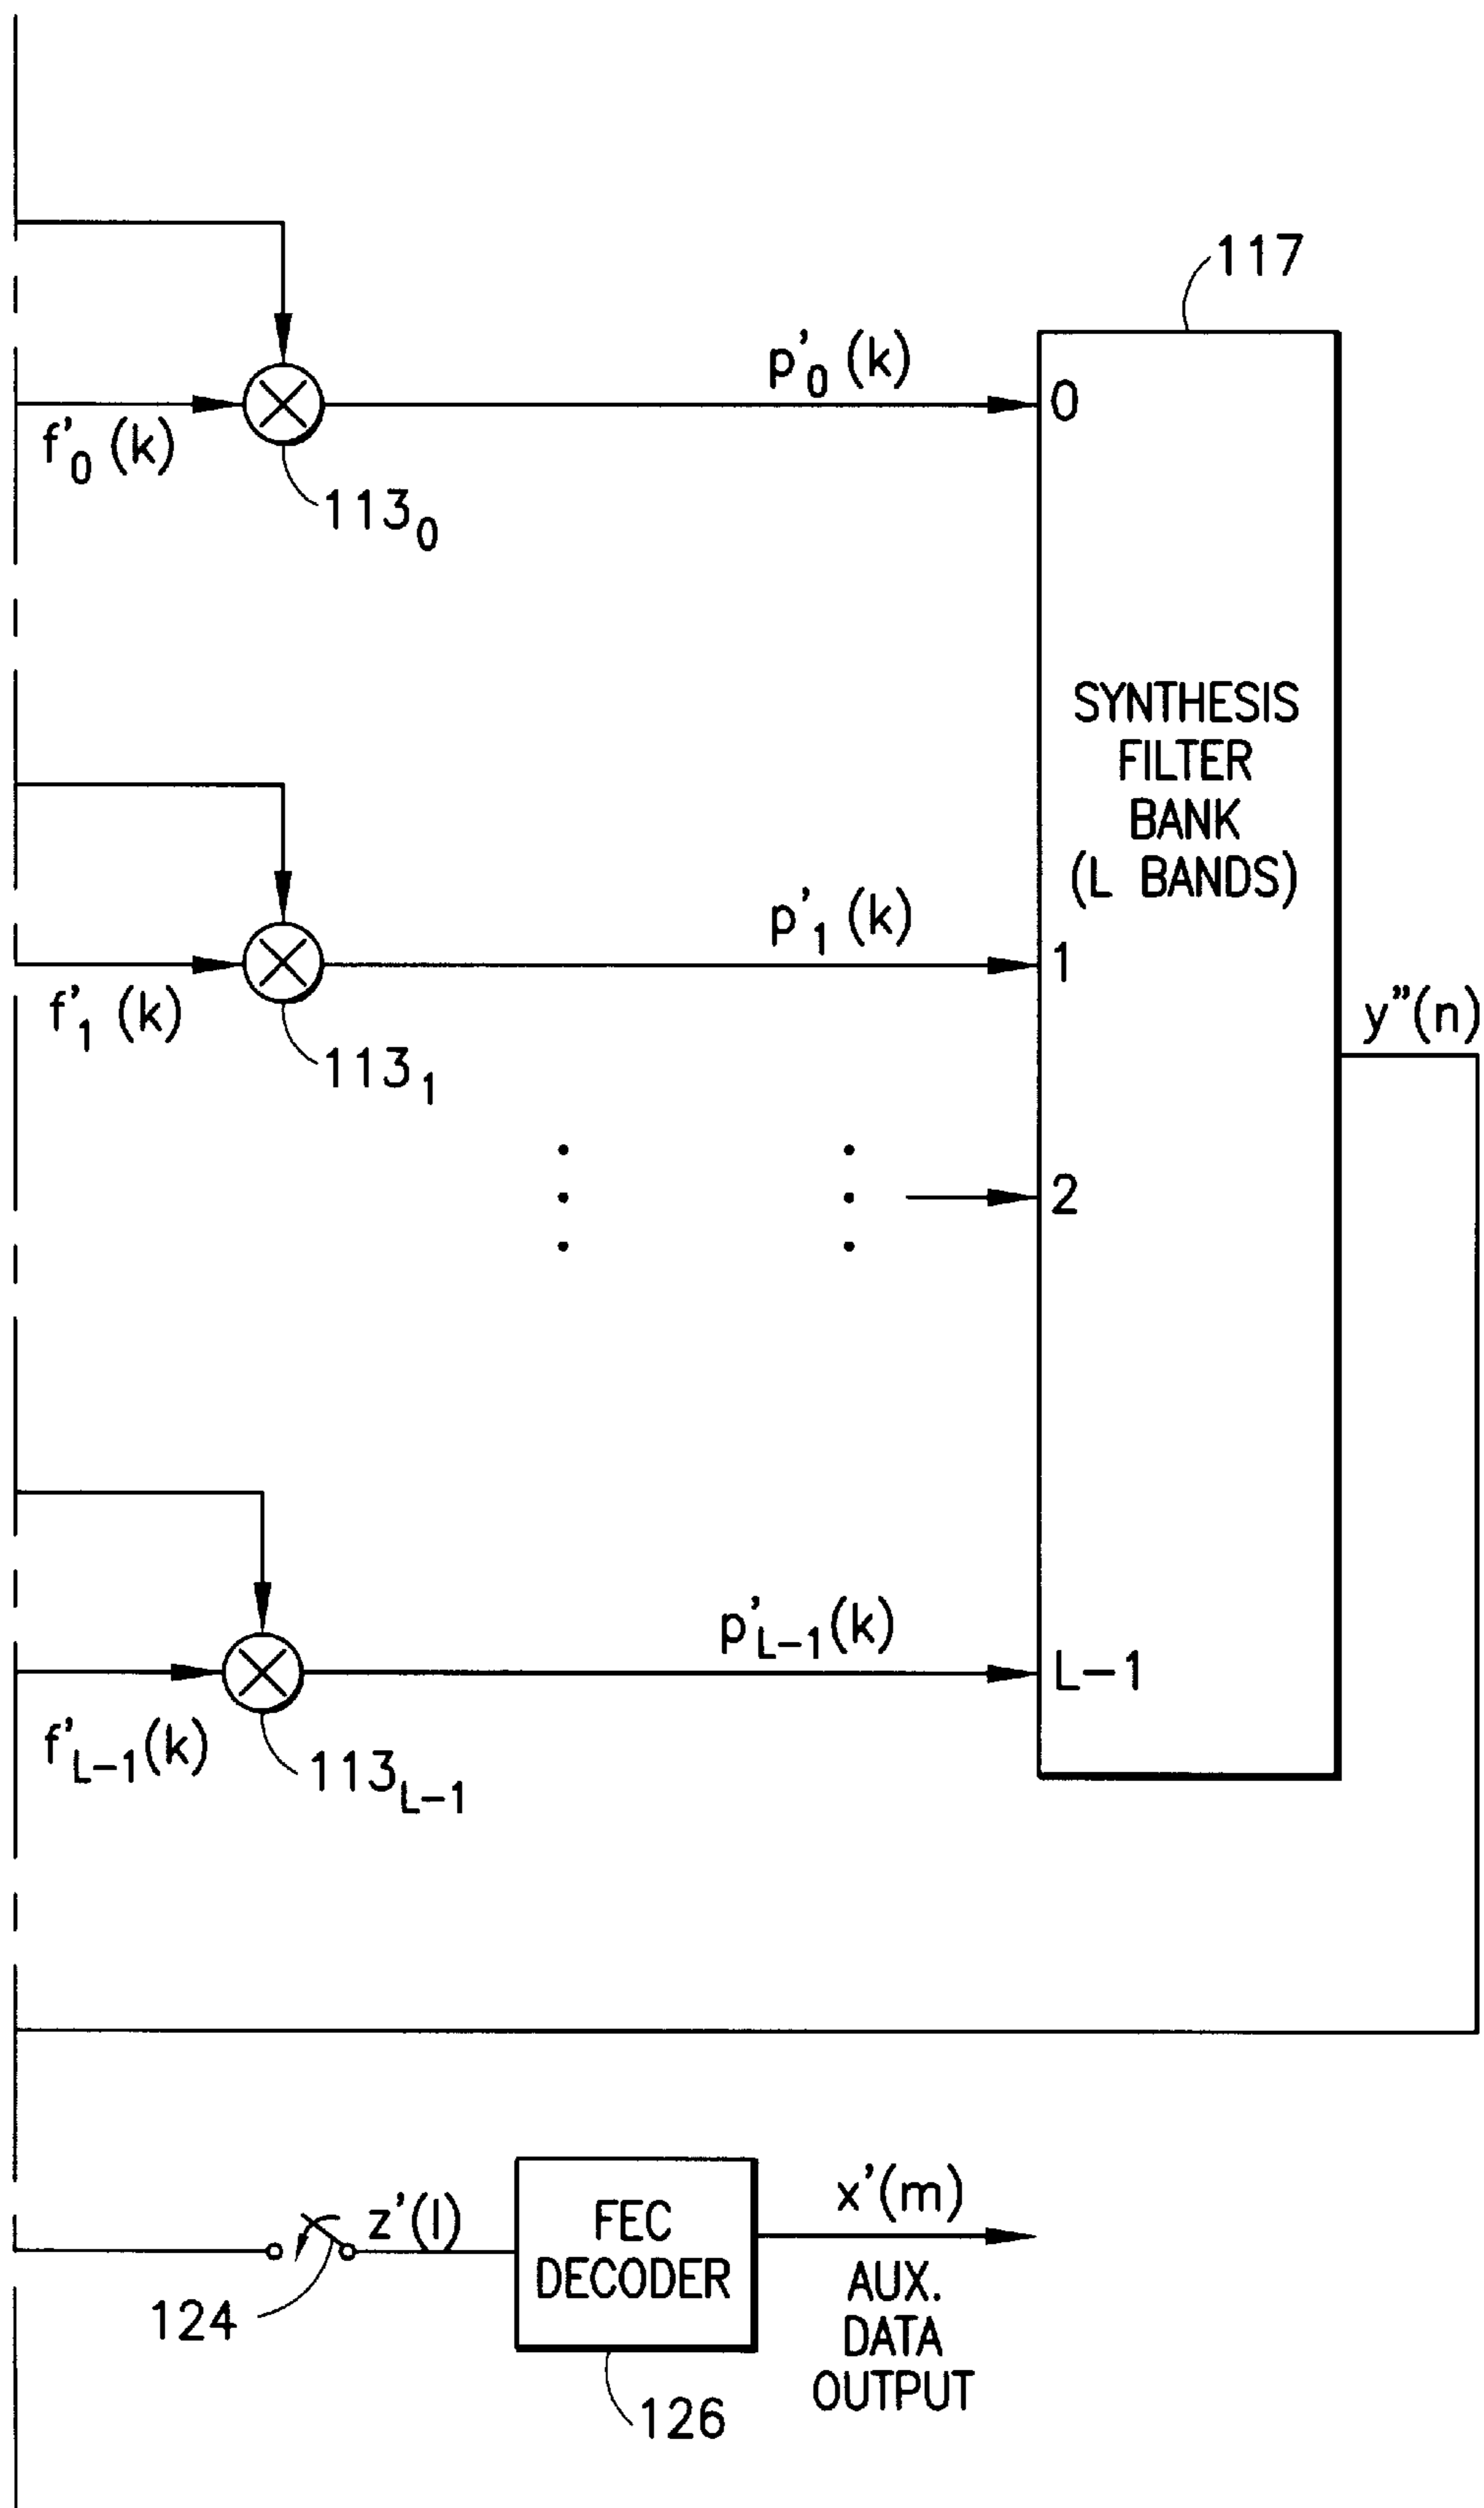 117
p'0(k)
0
f'0(k)
1130
SYNTHESIS
FILTER
BANK
(L BANDS)
p'1(k)
1
f'1(k)
1131
y"(n)
2
p'L-1(k)
L-1
f'L-1(k)
113L-1
z'(l)
FEC
DECODER
x'(m)
AUX.
DATA
OUTPUT
124
126